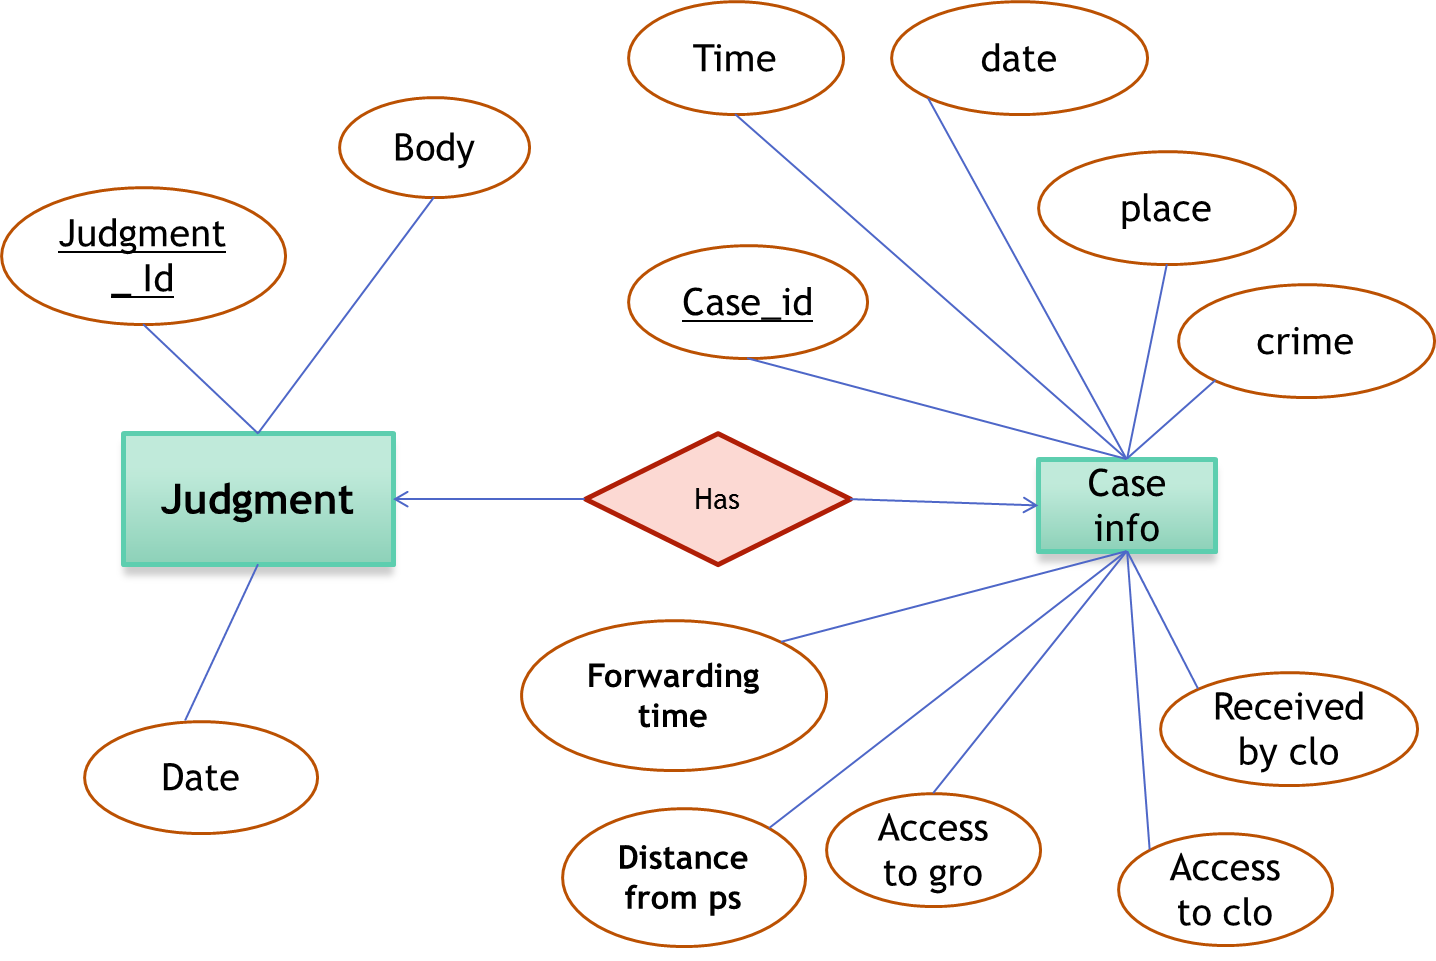 Time
date
Body
place
Judgment
_ Id
Case_id
crime
Judgment
Has
Case
info
Forwarding
time
Received
by clo
Date
Distance
from ps
Access
to gro
Access
to clo